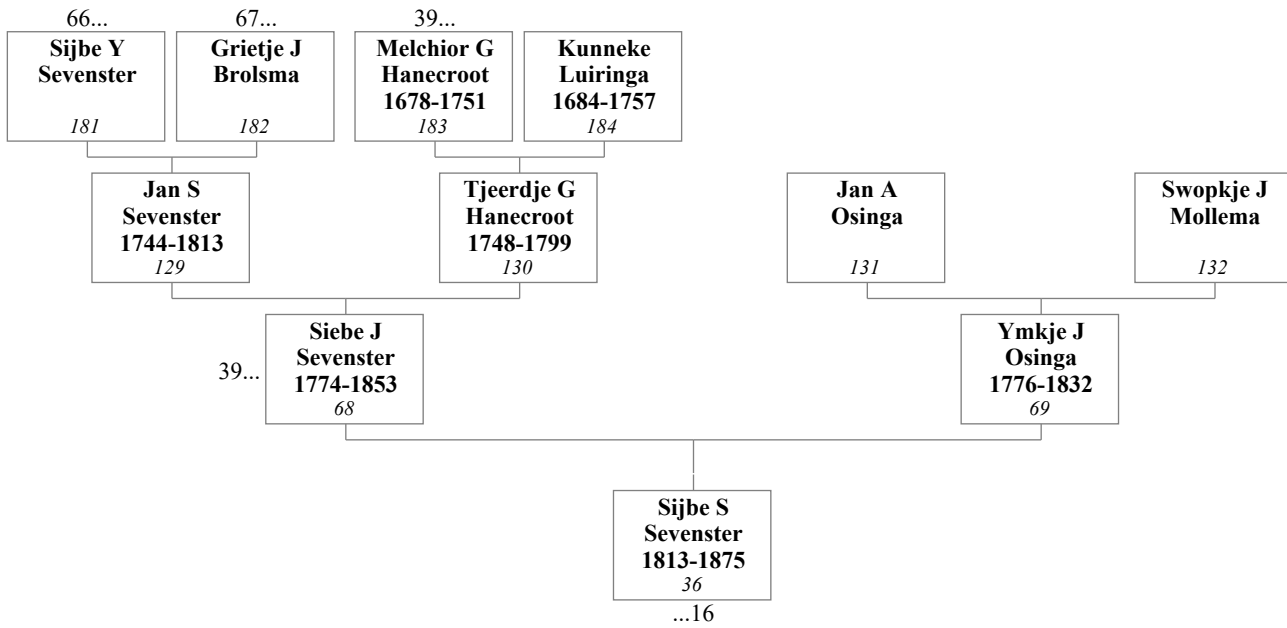 66...
67...
39...
Sijbe Y
Sevenster
181
Grietje J
Brolsma
182
Melchior G
Hanecroot
1678-1751
183
Kunneke
Luiringa
1684-1757
184
Jan S
Sevenster
1744-1813
129
Tjeerdje G
Hanecroot
1748-1799
130
Jan A
Osinga
131
Swopkje J
Mollema
132
39...
Siebe J
Sevenster
1774-1853
68
Ymkje J
Osinga
1776-1832
69
Sijbe S
Sevenster
1813-1875
36
...16